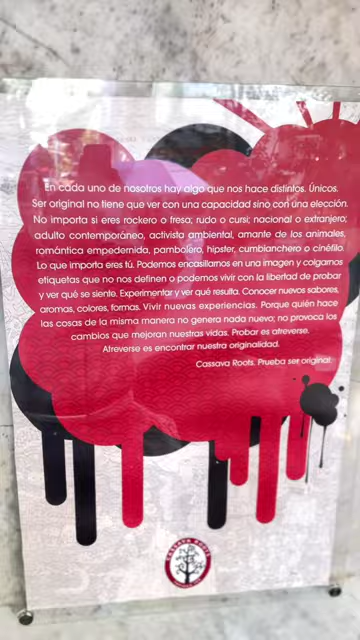 En cada uno de nosotros hay algo que nos hace distintos. Únicos.
Ser original no tiene que ver con una capacidad sino con una elección.
No importa si eres rockero o fresa; rudo o cursi; nacional o extranjero;
adulto contemporáneo, activista ambiental, amante de los animales,
romántica empedernida, pambolero, hipster, cumbianchero o cinéfilo.
Lo que importa eres tú. Podemos encasillarnos en una imagen y colgarnos
etiquetas que no nos definen o podemos vivir con la libertad de probar
y ver qué se siente. Experimentar y ver qué resulta. Conocer nuevos sabores,
aromas, colores, formas. Vivir nuevas experiencias. Porque quién hace
las cosas de la misma manera no genera nada nuevo; no provoca los
cambios que mejoran nuestras vidas. Probar es atreverse.
Atreverse es encontrar nuestra originalidad.
Cassava Roots. Prueba ser original.
CASSAVA ROOTS